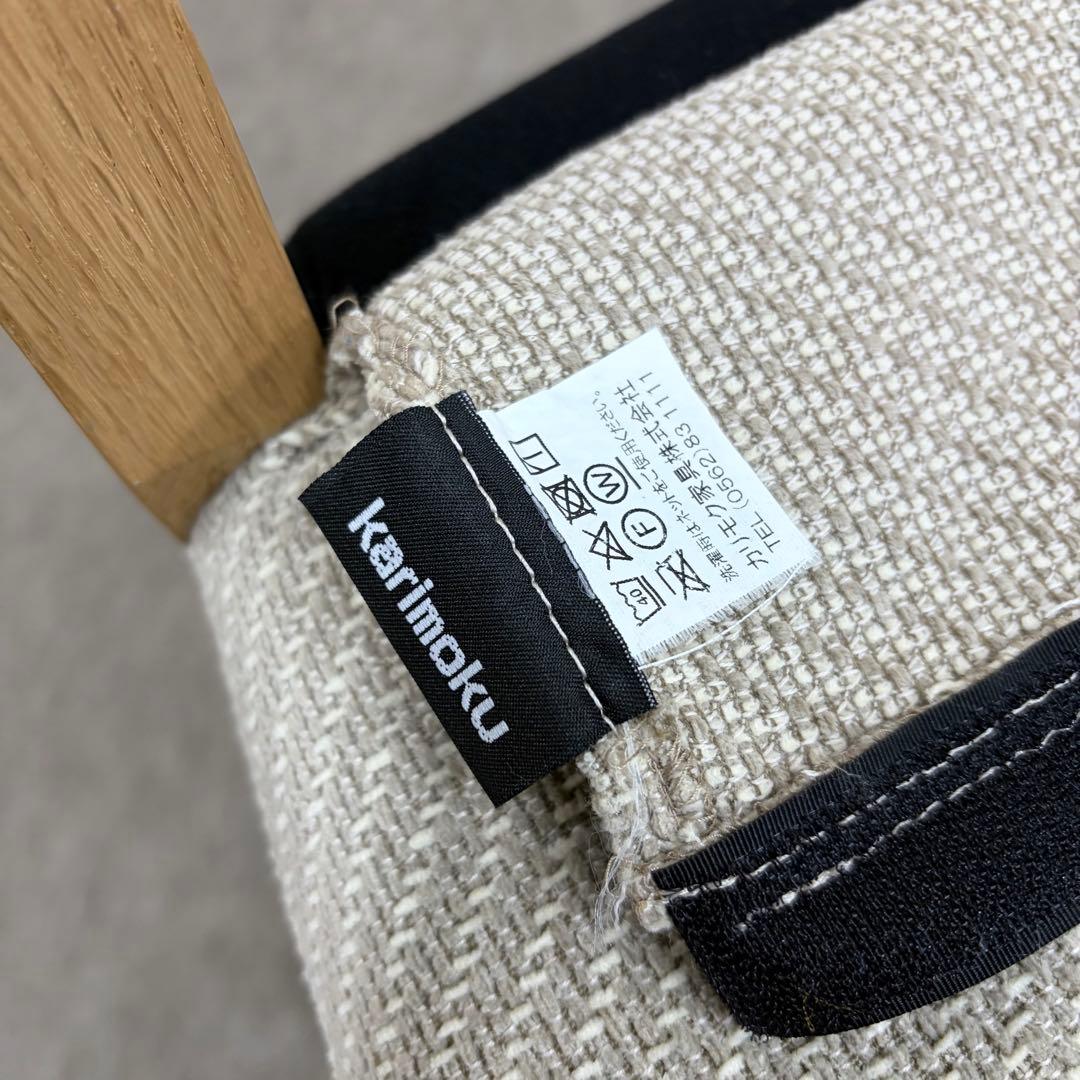 karimoku
40
F W
洗濯時はネットをご使用ください。
カリモク家具株式会社
TEL (0562)83 1111